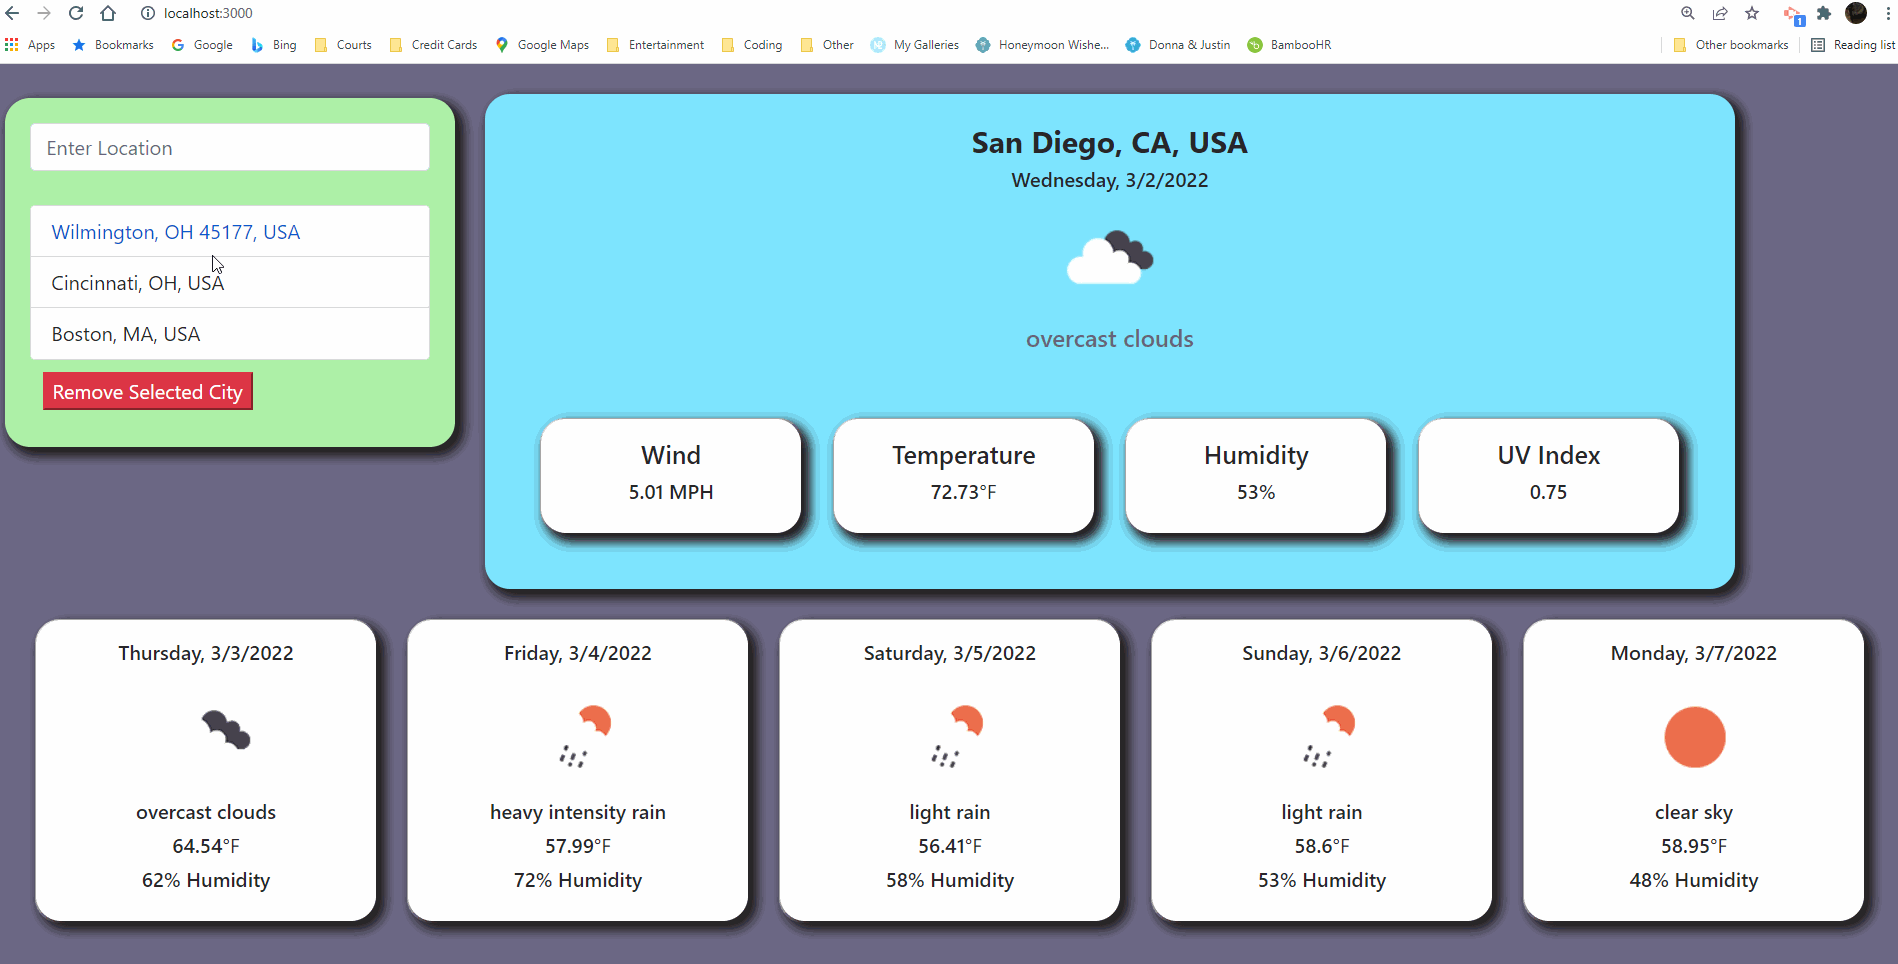 localhost:3000
1
Apps Bookmarks Google Bing Courts Credit Cards Google Maps Entertainment Coding Other My Galleries Honeymoon Wishe... Donna & Justin BambooHR Other bookmarks Reading list
Enter Location
Wilmington, OH 45177, USA
Cincinnati, OH, USA
Boston, MA, USA
Remove Selected City
San Diego, CA, USA
Wednesday, 3/2/2022
overcast clouds
Wind
5.01 MPH
Temperature
72.73°F
Humidity
53%
UV Index
0.75
Thursday, 3/3/2022
overcast clouds
64.54°F
62% Humidity
Friday, 3/4/2022
heavy intensity rain
57.99°F
72% Humidity
Saturday, 3/5/2022
light rain
56.41°F
58% Humidity
Sunday, 3/6/2022
light rain
58.6°F
53% Humidity
Monday, 3/7/2022
clear sky
58.95°F
48% Humidity